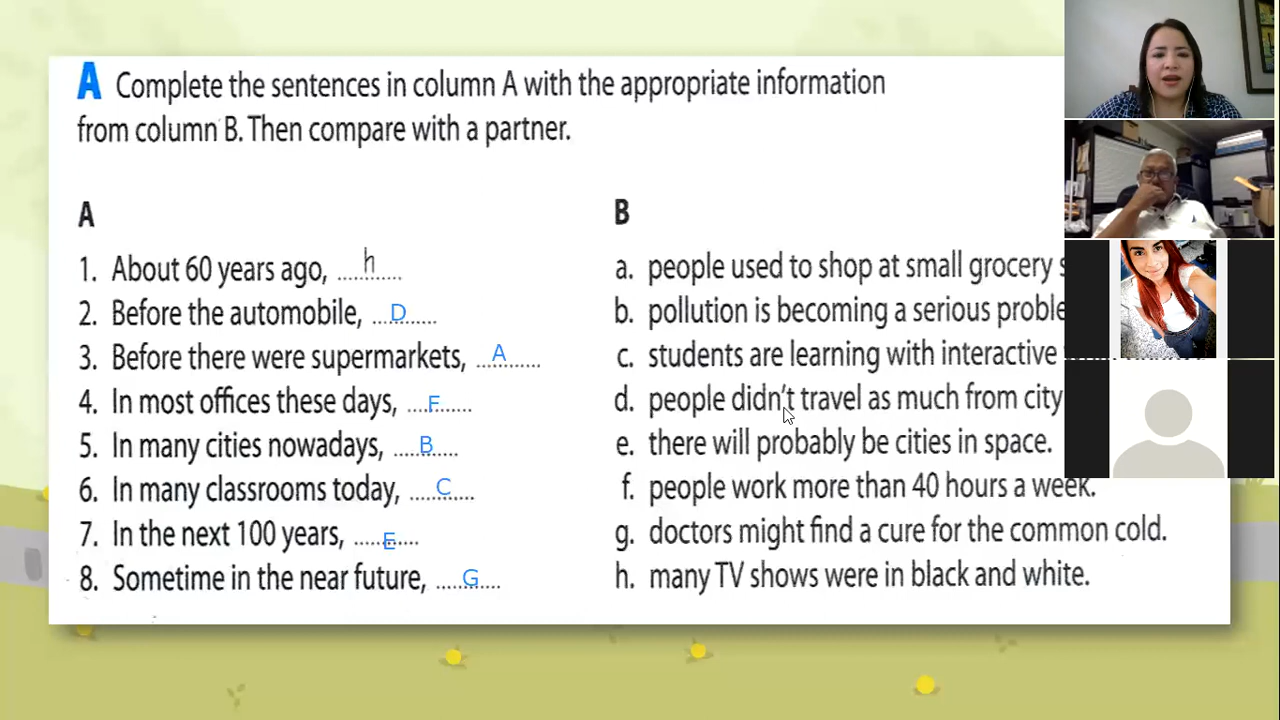 A Complete the sentences in column A with the appropriate information
from column B. Then compare with a partner.
A
1. About 60 years ago, .....h......
2. Before the automobile, .....D......
3. Before there were supermarkets, .....A......
4. In most offices these days, .....F......
5. In many cities nowadays, .....B......
6. In many classrooms today, .....C......
7. In the next 100 years, .....E......
8. Sometime in the near future, .....G......
B
a. people used to shop at small grocery
b. pollution is becoming a serious proble
c. students are learning with interactive
d. people didn't travel as much from city
e. there will probably be cities in space.
f. people work more than 40 hours a week.
g. doctors might find a cure for the common cold.
h. many TV shows were in black and white.